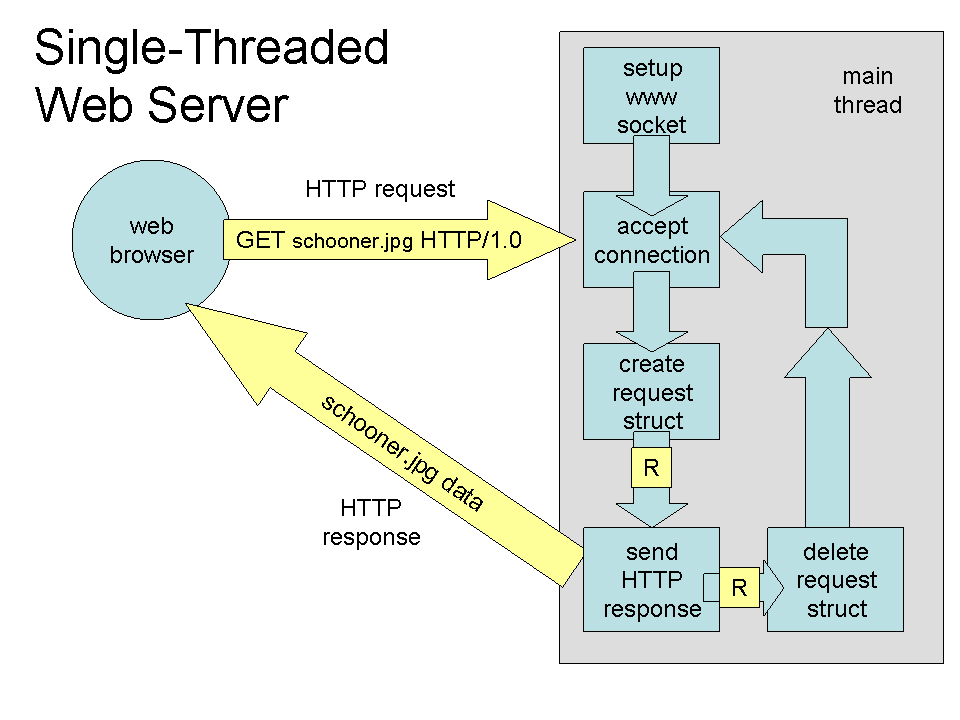 Single-Threaded
Web Server
setup
www
socket
main
thread
HTTP request
web
browser
GET schooner.jpg HTTP/1.0
accept
connection
create
request
struct
schooner.jpg data
R
HTTP
response
send
HTTP
response
R
delete
request
struct